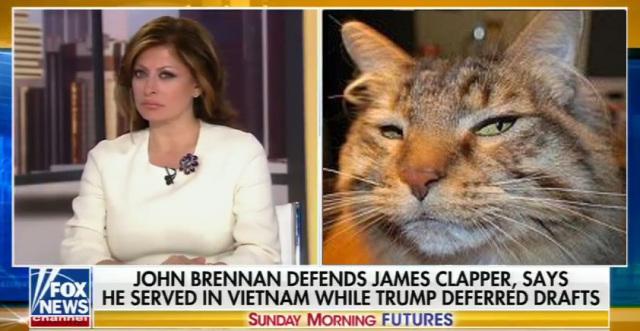 JOHN BRENNAN DEFENDS JAMES CLAPPER, SAYS
HE SERVED IN VIETNAM WHILE TRUMP DEFERRED DRAFTS
FOX
NEWS
channel
SUNDAY MORNING FUTURES